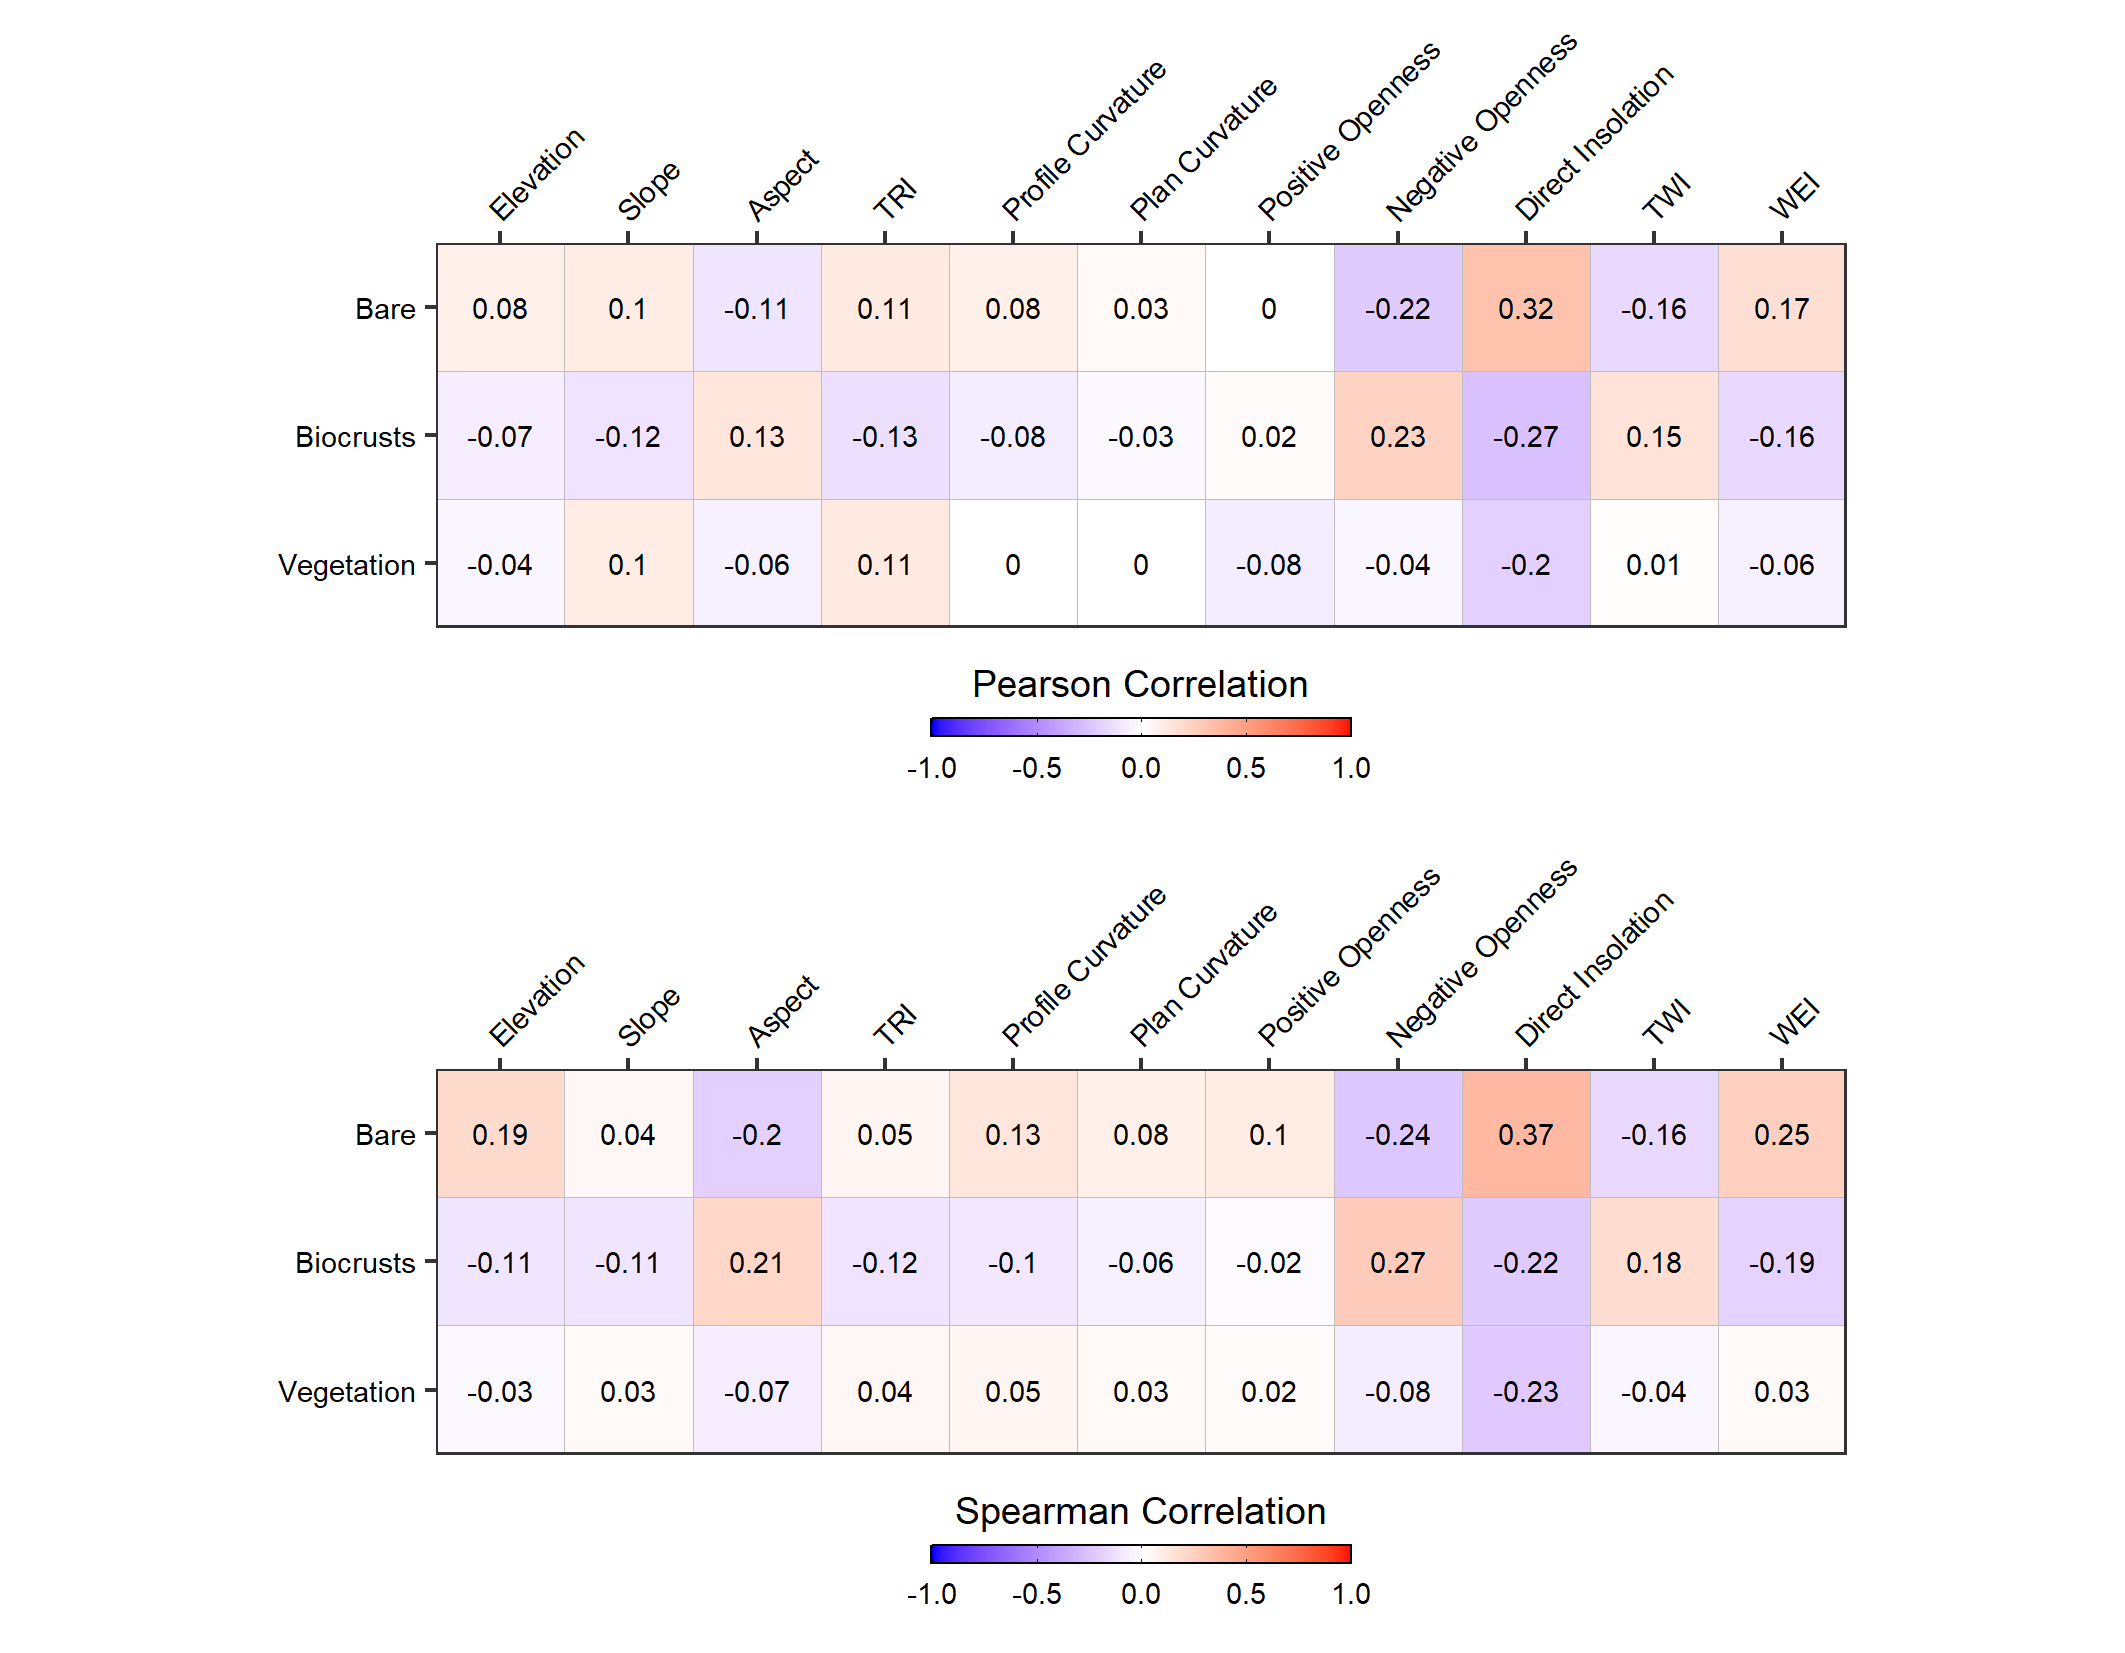 Elevation Slope Aspect TRI Profile Curvature Plan Curvature Positive Openness Negative Openness Direct Insolation TWI WEI
Bare 0.08 0.1 -0.11 0.11 0.08 0.03 0 -0.22 0.32 -0.16 0.17
Biocrusts -0.07 -0.12 0.13 -0.13 -0.08 -0.03 0.02 0.23 -0.27 0.15 -0.16
Vegetation -0.04 0.1 -0.06 0.11 0 0 -0.08 -0.04 -0.2 0.01 -0.06
Pearson Correlation
-1.0 -0.5 0.0 0.5 1.0
Elevation Slope Aspect TRI Profile Curvature Plan Curvature Positive Openness Negative Openness Direct Insolation TWI WEI
Bare 0.19 0.04 -0.2 0.05 0.13 0.08 0.1 -0.24 0.37 -0.16 0.25
Biocrusts -0.11 -0.11 0.21 -0.12 -0.1 -0.06 -0.02 0.27 -0.22 0.18 -0.19
Vegetation -0.03 0.03 -0.07 0.04 0.05 0.03 0.02 -0.08 -0.23 -0.04 0.03
Spearman Correlation
-1.0 -0.5 0.0 0.5 1.0